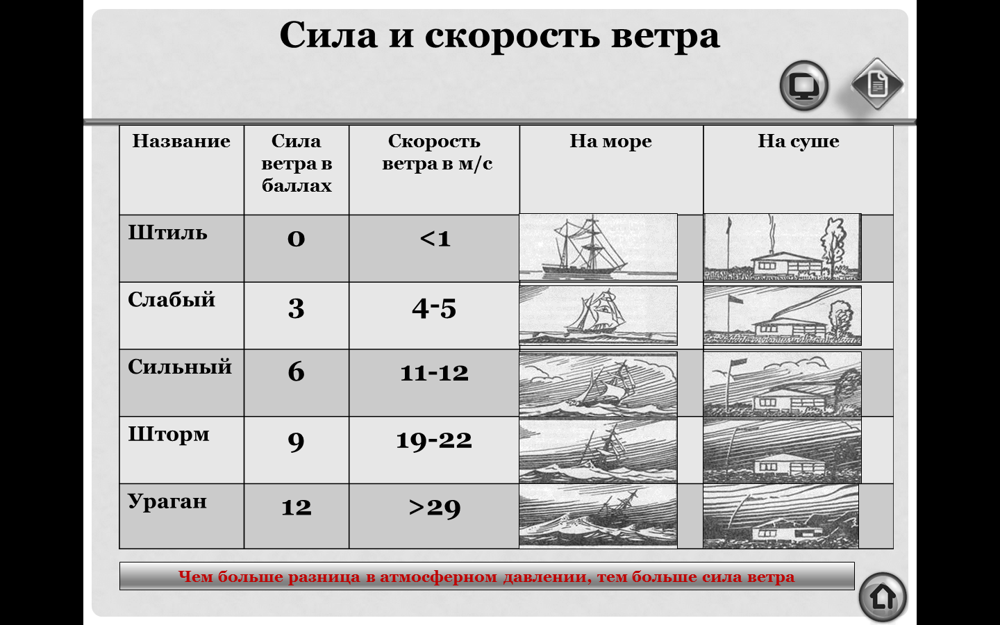 Сила и скорость ветра
Название
Сила
ветра в
баллах
Скорость
ветра в м/с
На море
На суше
Штиль
0
<1
Слабый
3
4-5
Сильный
6
11-12
Шторм
9
19-22
Ураган
12
>29
Чем больше разница в атмосферном давлении, тем больше сила ветра